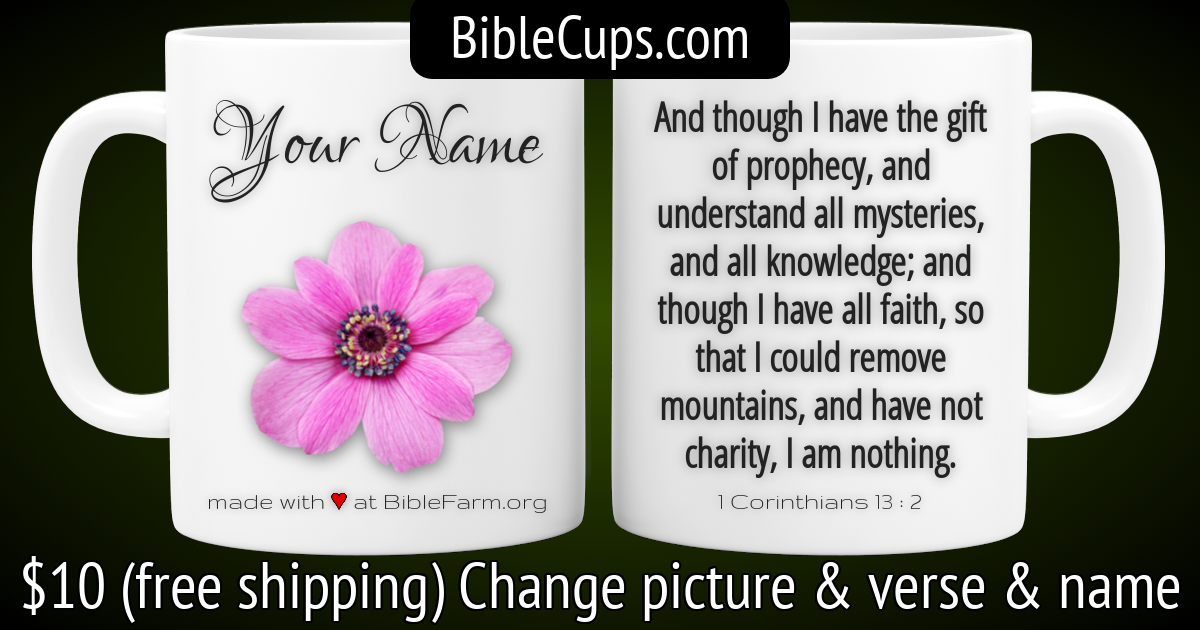 BibleCups.com
Your Name
made with ♥ at BibleFarm.org
And though I have the gift
of prophecy, and
understand all mysteries,
and all knowledge; and
though I have all faith, so
that I could remove
mountains, and have not
charity, I am nothing.
1 Corinthians 13 : 2
$10 (free shipping) Change picture & verse & name